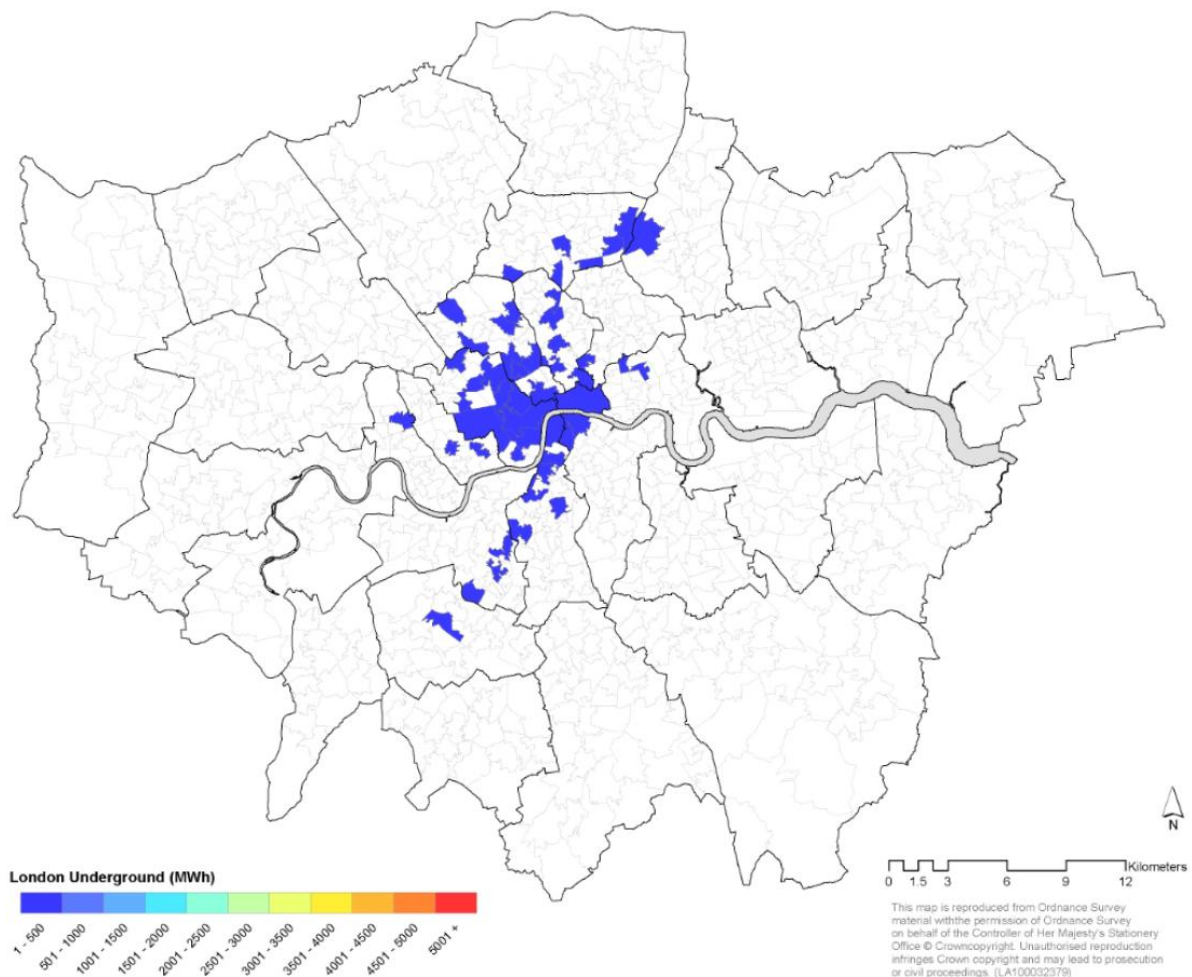 London Underground (MWh)
1 - 500
501 - 1000
1001 - 1500
1501 - 2000
2001 - 2500
2501 - 3000
3001 - 3500
3501 - 4000
4001 - 4500
4501 - 5000
5001 +
N
Kilometers
0 1.5 3 6 9 12
This map is reproduced from Ordnance Survey
material withthe permission of Ordnance Survey
on behalf of the Controller of Her Majesty's Stationery
Office © Crowncopyright. Unauthorised reproduction
infringes Crown copyright and may lead to prosecution
or civil proceedings. (LA100032379)